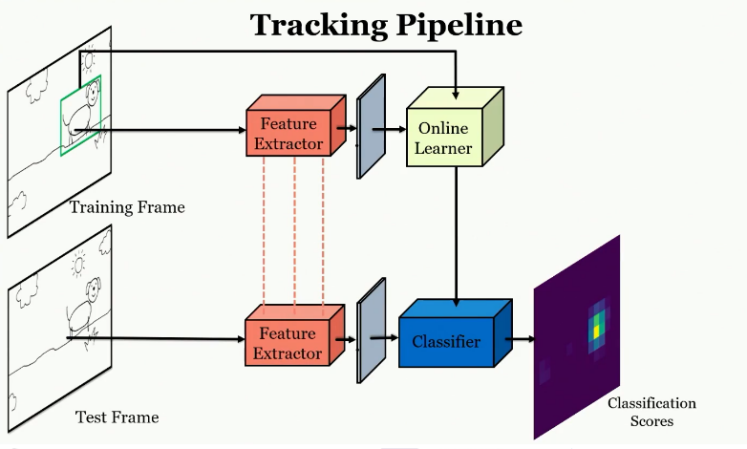 Tracking Pipeline
Feature
Extractor
Online
Learner
Training Frame
Feature
Extractor
Classifier
Test Frame
Classification
Scores